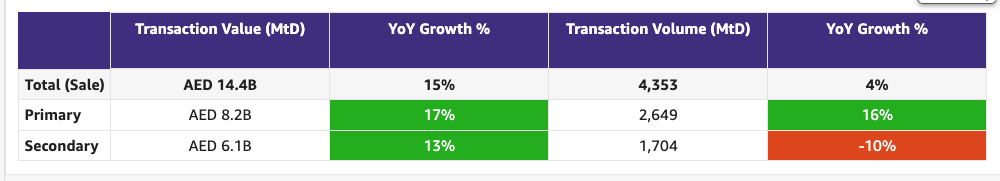 Transaction Value (MtD) YoY Growth % Transaction Volume (MtD) YoY Growth %
Total (Sale) AED 14.4B 15% 4,353 4%
Primary AED 8.2B 17% 2,649 16%
Secondary AED 6.1B 13% 1,704 -10%